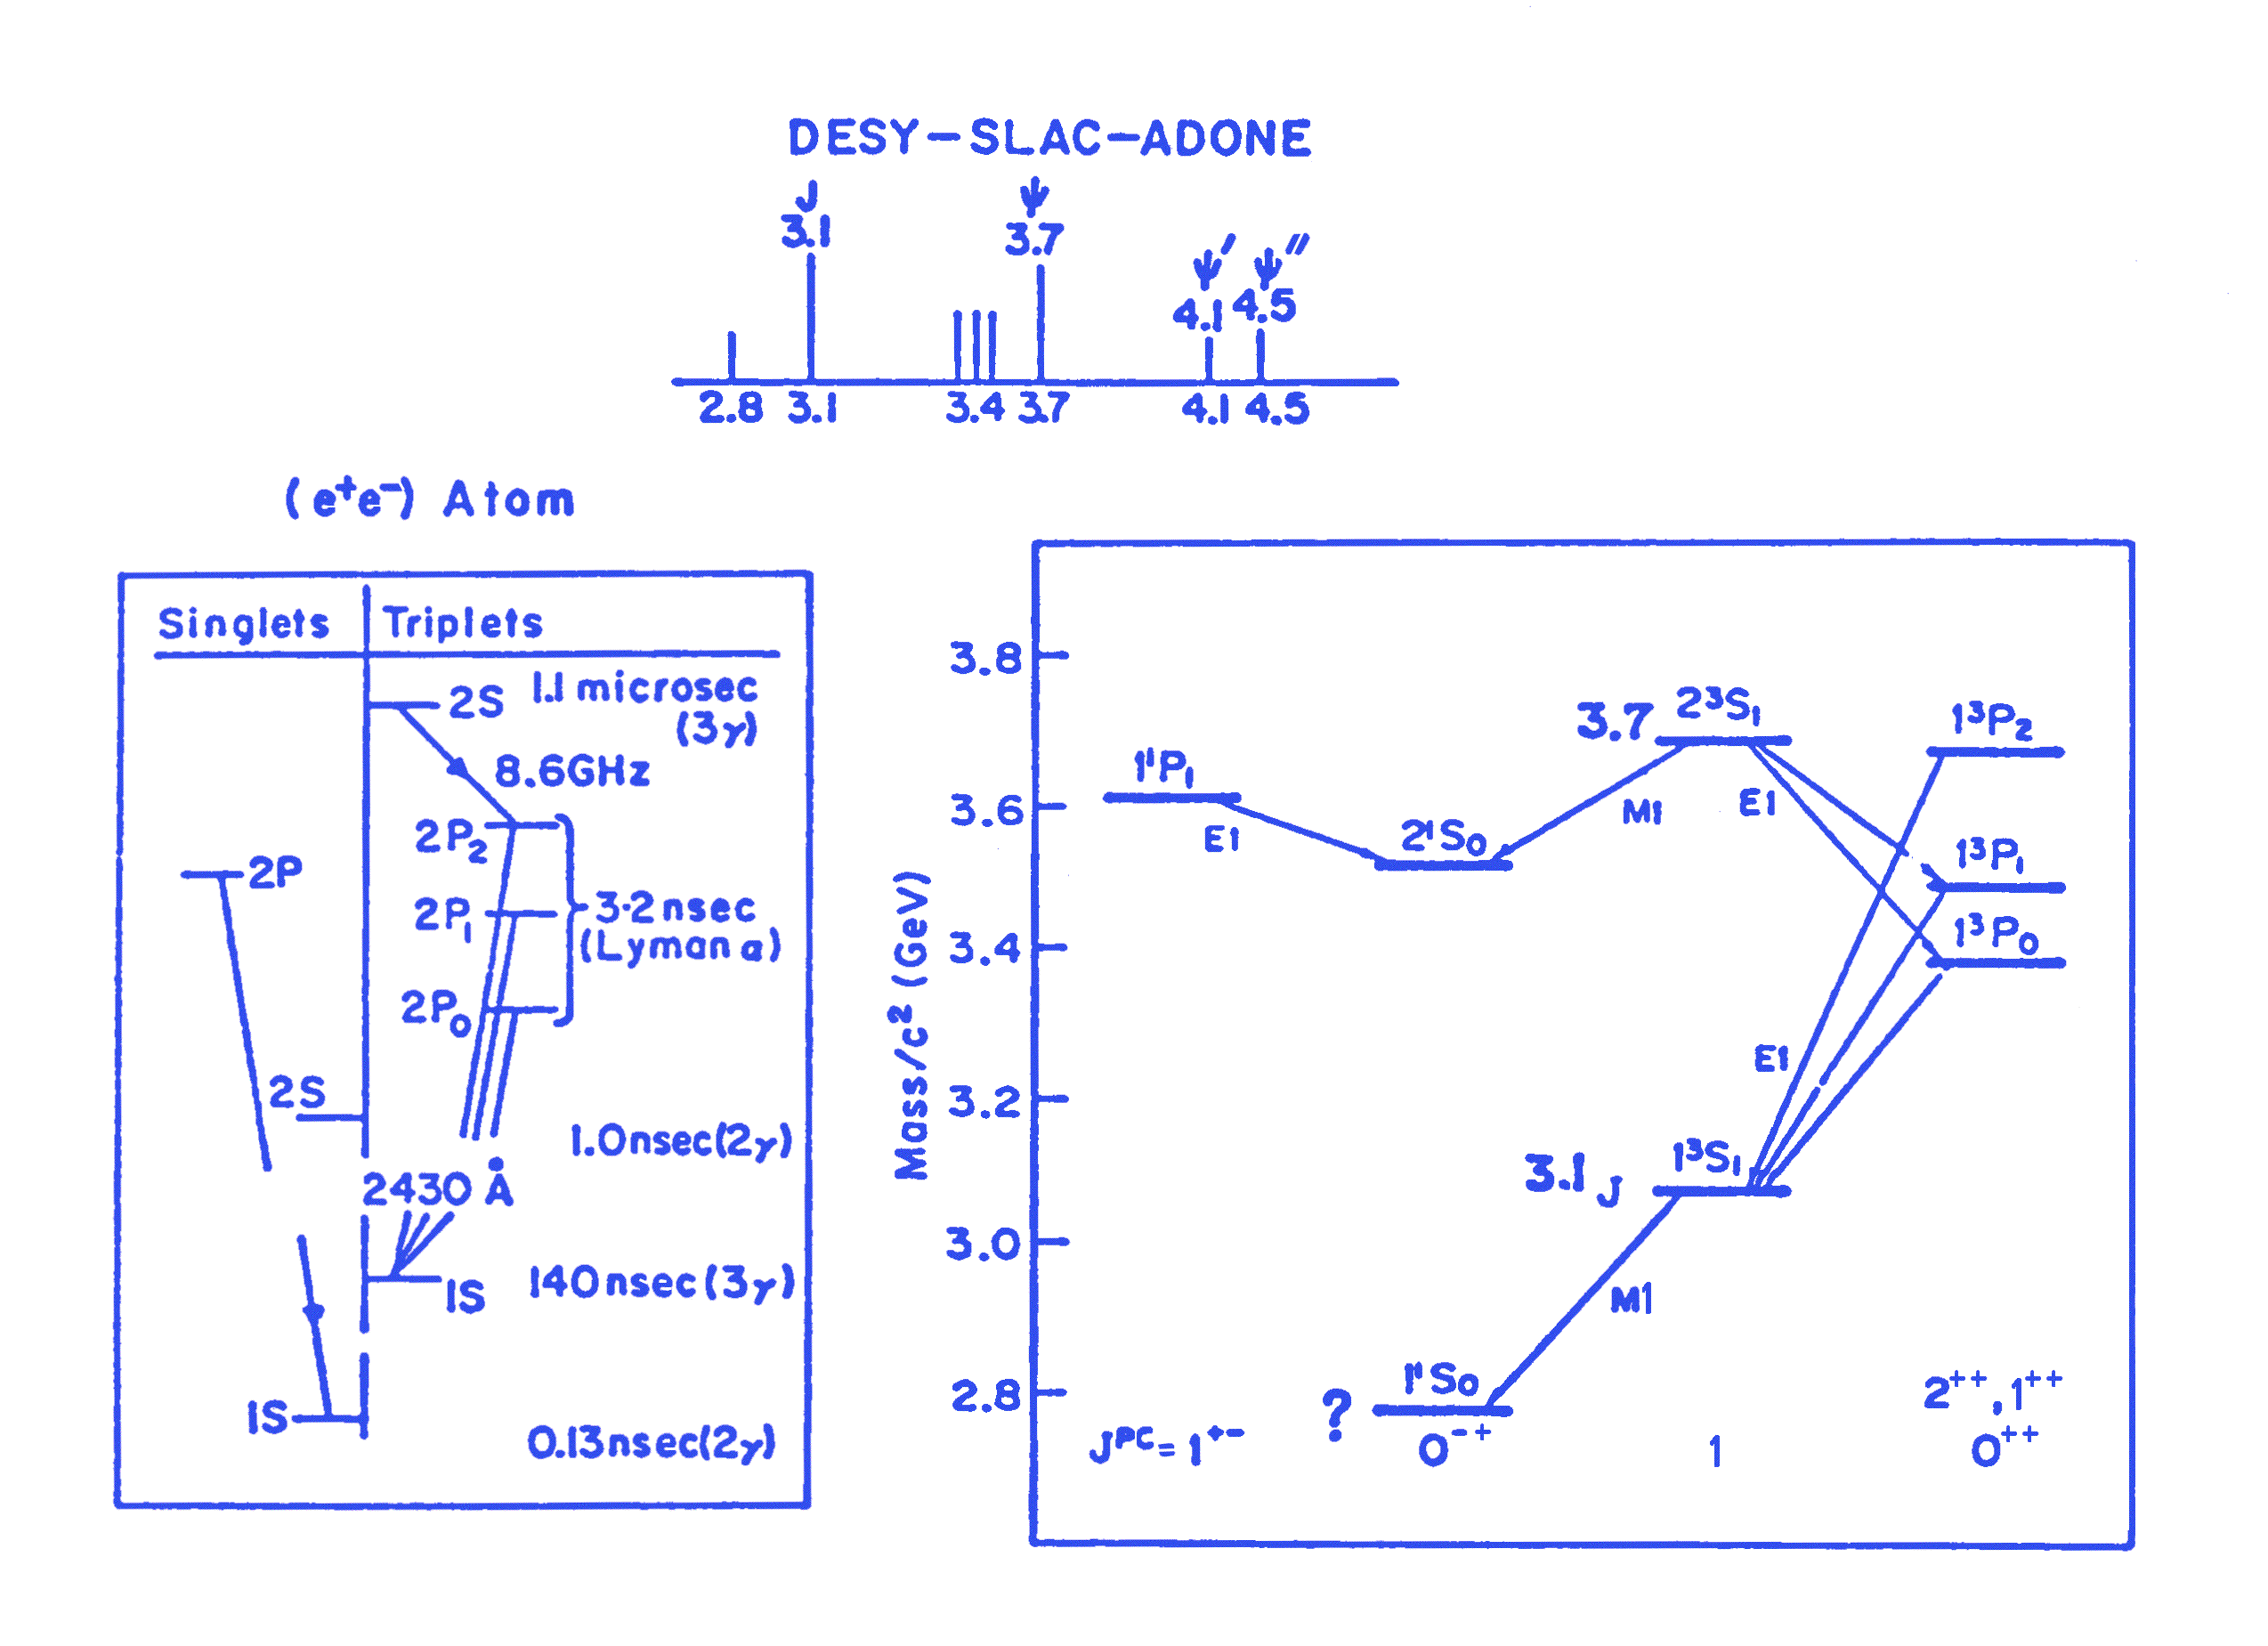 DESY-SLAC-ADONE
J ψ
3.1 3.7
ψ′ ψ″
4.1 4.5
2.8 3.1 3.4 3.7 4.1 4.5
(e⁺e⁻) Atom
Singlets Triplets
2S 1.1 microsec
(3γ)
8.6GHz
2P₂
2P
2P₁ 3.2 nsec
(Lyman α)
2P₀
2S
1.0nsec(2γ)
2430 Å
1S 140nsec(3γ)
1S 0.13nsec(2γ)
Mass/c² (GeV)
3.8
3.6
3.4
3.2
3.0
2.8
3.7 2³S₁ 1³P₂
1¹P₁
E1 2¹S₀ M1 E1
1³P₁
1³P₀
E1
3.1 J 1³S₁
M1
? 1¹S₀ 2⁺⁺, 1⁺⁺
Jᴾᶜ = 1⁺⁻ 0⁻⁺ 1 0⁺⁺